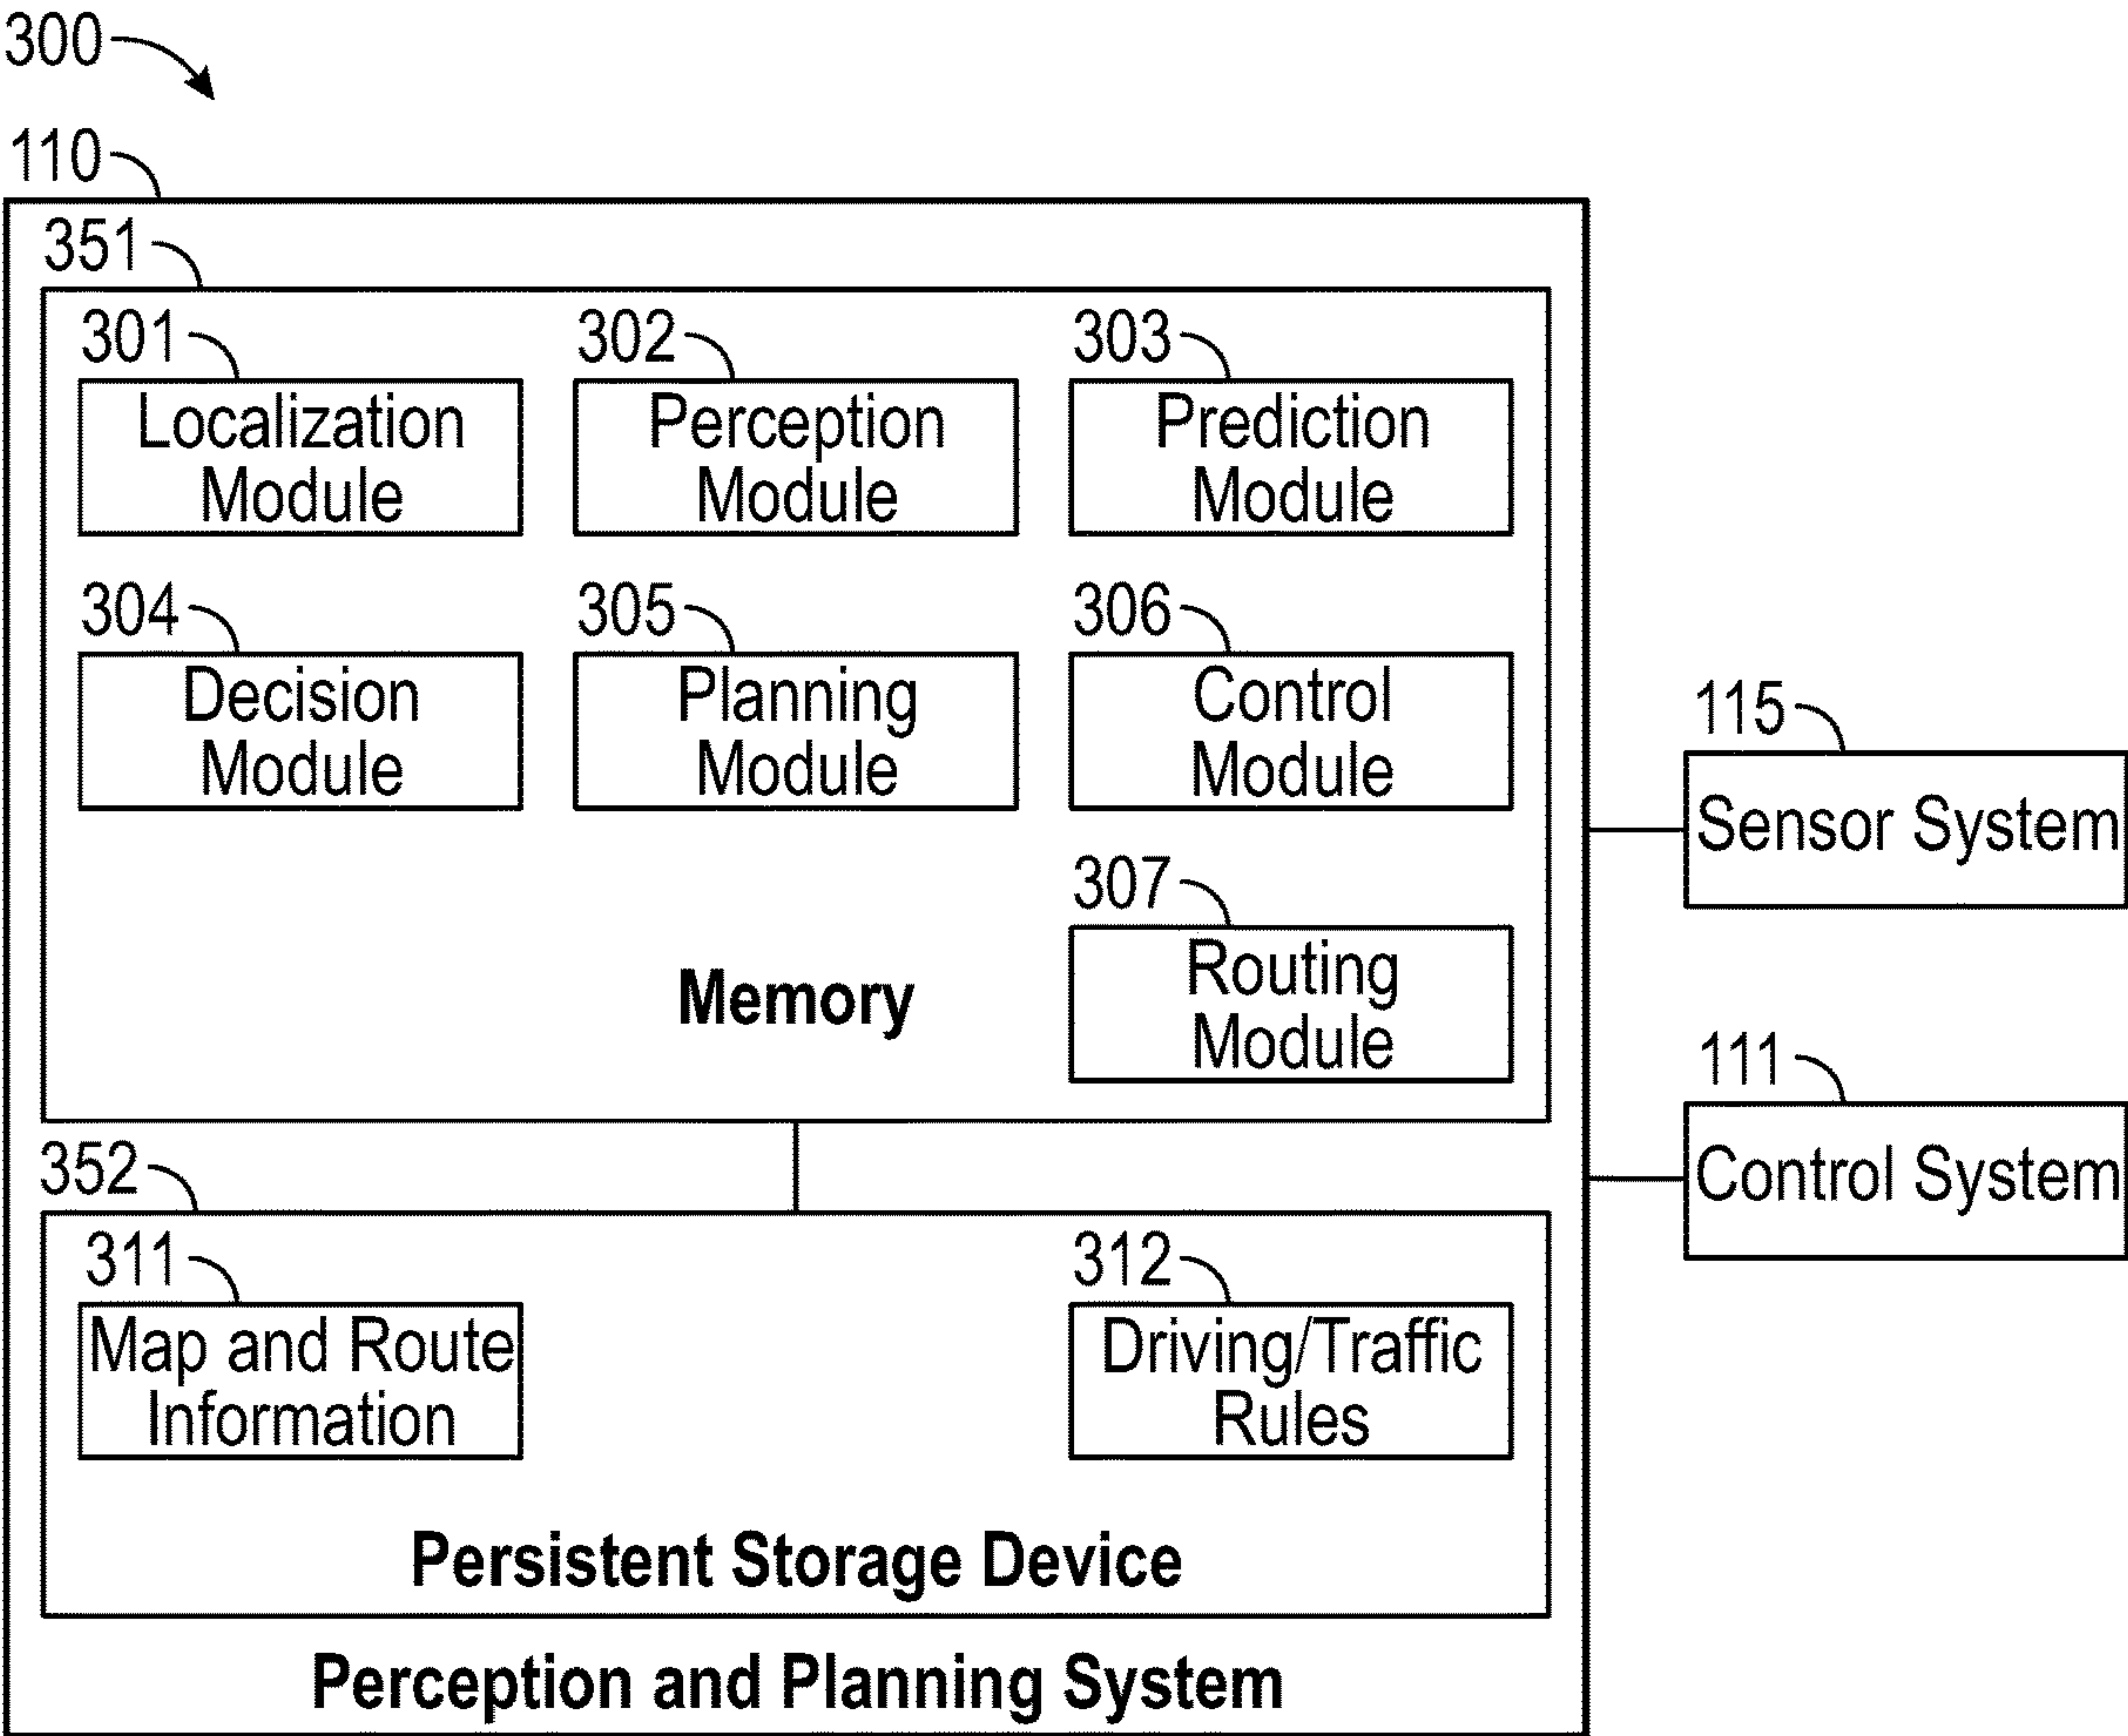 300
110
351
301
302
303
Localization
Module
Perception
Module
Prediction
Module
304
305
306
Decision
Module
Planning
Module
Control
Module
307
Routing
Module
Memory
115
Sensor System
111
Control System
352
311
312
Map and Route
Information
Driving/Traffic
Rules
Persistent Storage Device
Perception and Planning System